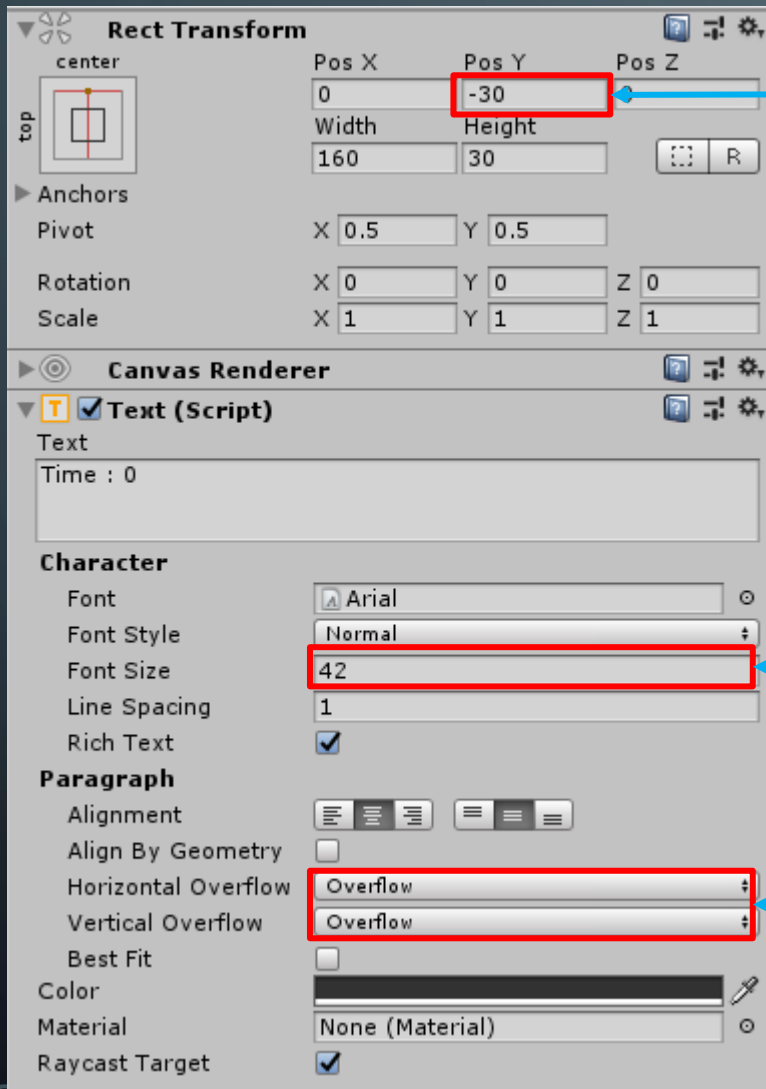 Rect Transform
center Pos X Pos Y Pos Z
top
0 -30
Width Height
160 30 R
Anchors
Pivot X 0.5 Y 0.5
Rotation X 0 Y 0 Z 0
Scale X 1 Y 1 Z 1
Canvas Renderer
T Text (Script)
Text
Time : 0
Character
Font Arial
Font Style Normal
Font Size 42
Line Spacing 1
Rich Text
Paragraph
Alignment
Align By Geometry
Horizontal Overflow Overflow
Vertical Overflow Overflow
Best Fit
Color
Material None (Material)
Raycast Target